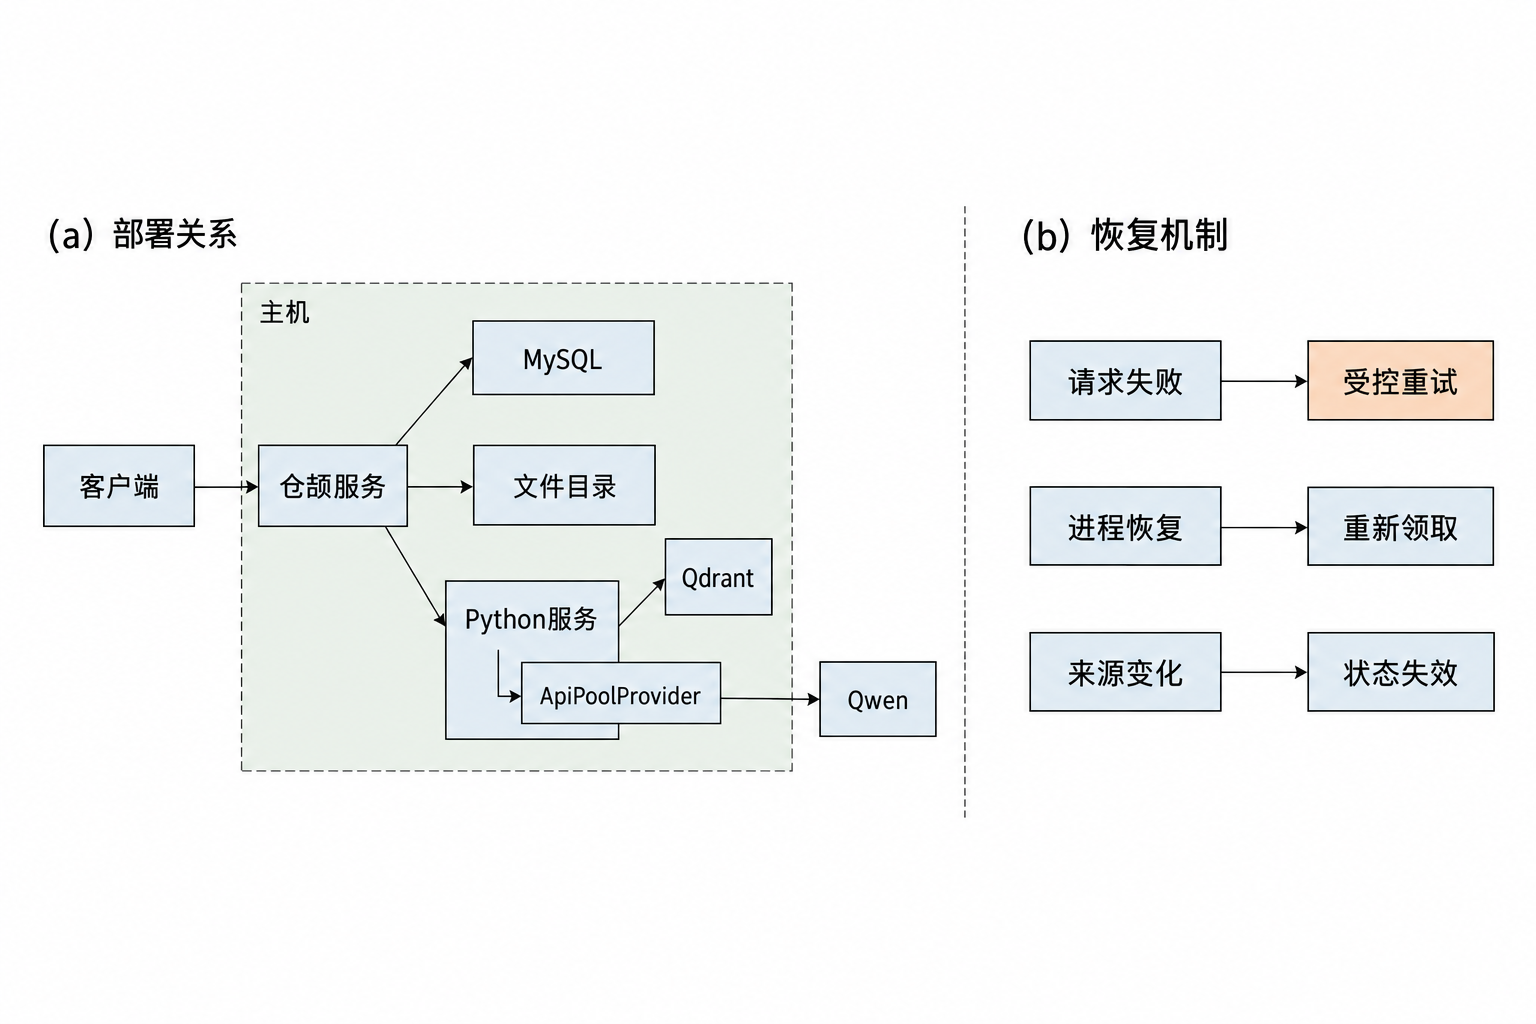 (a) 部署关系
主机
MySQL
客户端
仓颉服务
文件目录
Qdrant
Python服务
ApiPoolProvider
Qwen
(b) 恢复机制
请求失败
受控重试
进程恢复
重新领取
来源变化
状态失效